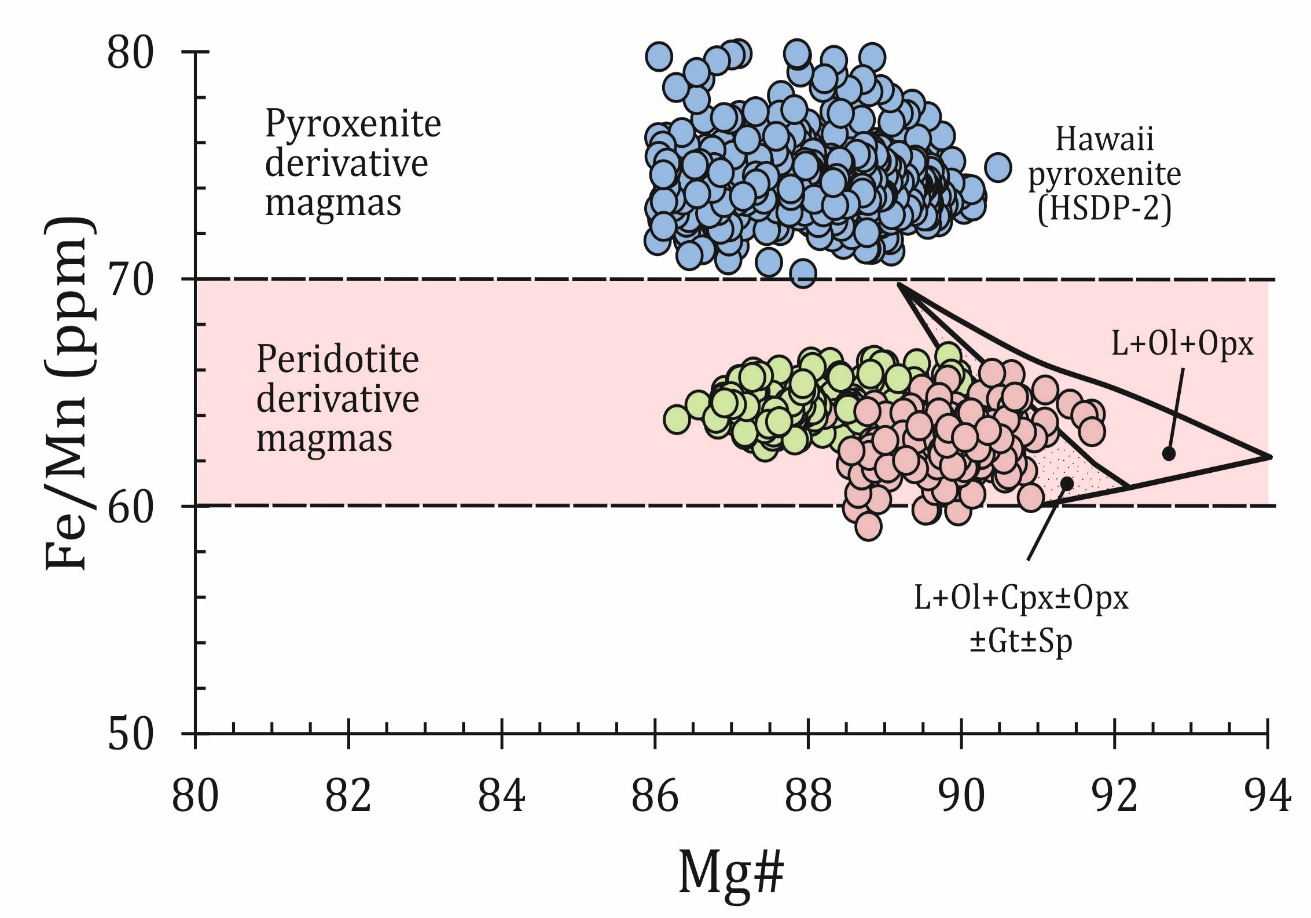 80
70
60
50
Fe/Mn (ppm)
Pyroxenite
derivative
magmas
Hawaii
pyroxenite
(HSDP-2)
Peridotite
derivative
magmas
L+Ol+Opx
L+Ol+Cpx±Opx
±Gt±Sp
80 82 84 86 88 90 92 94
Mg#